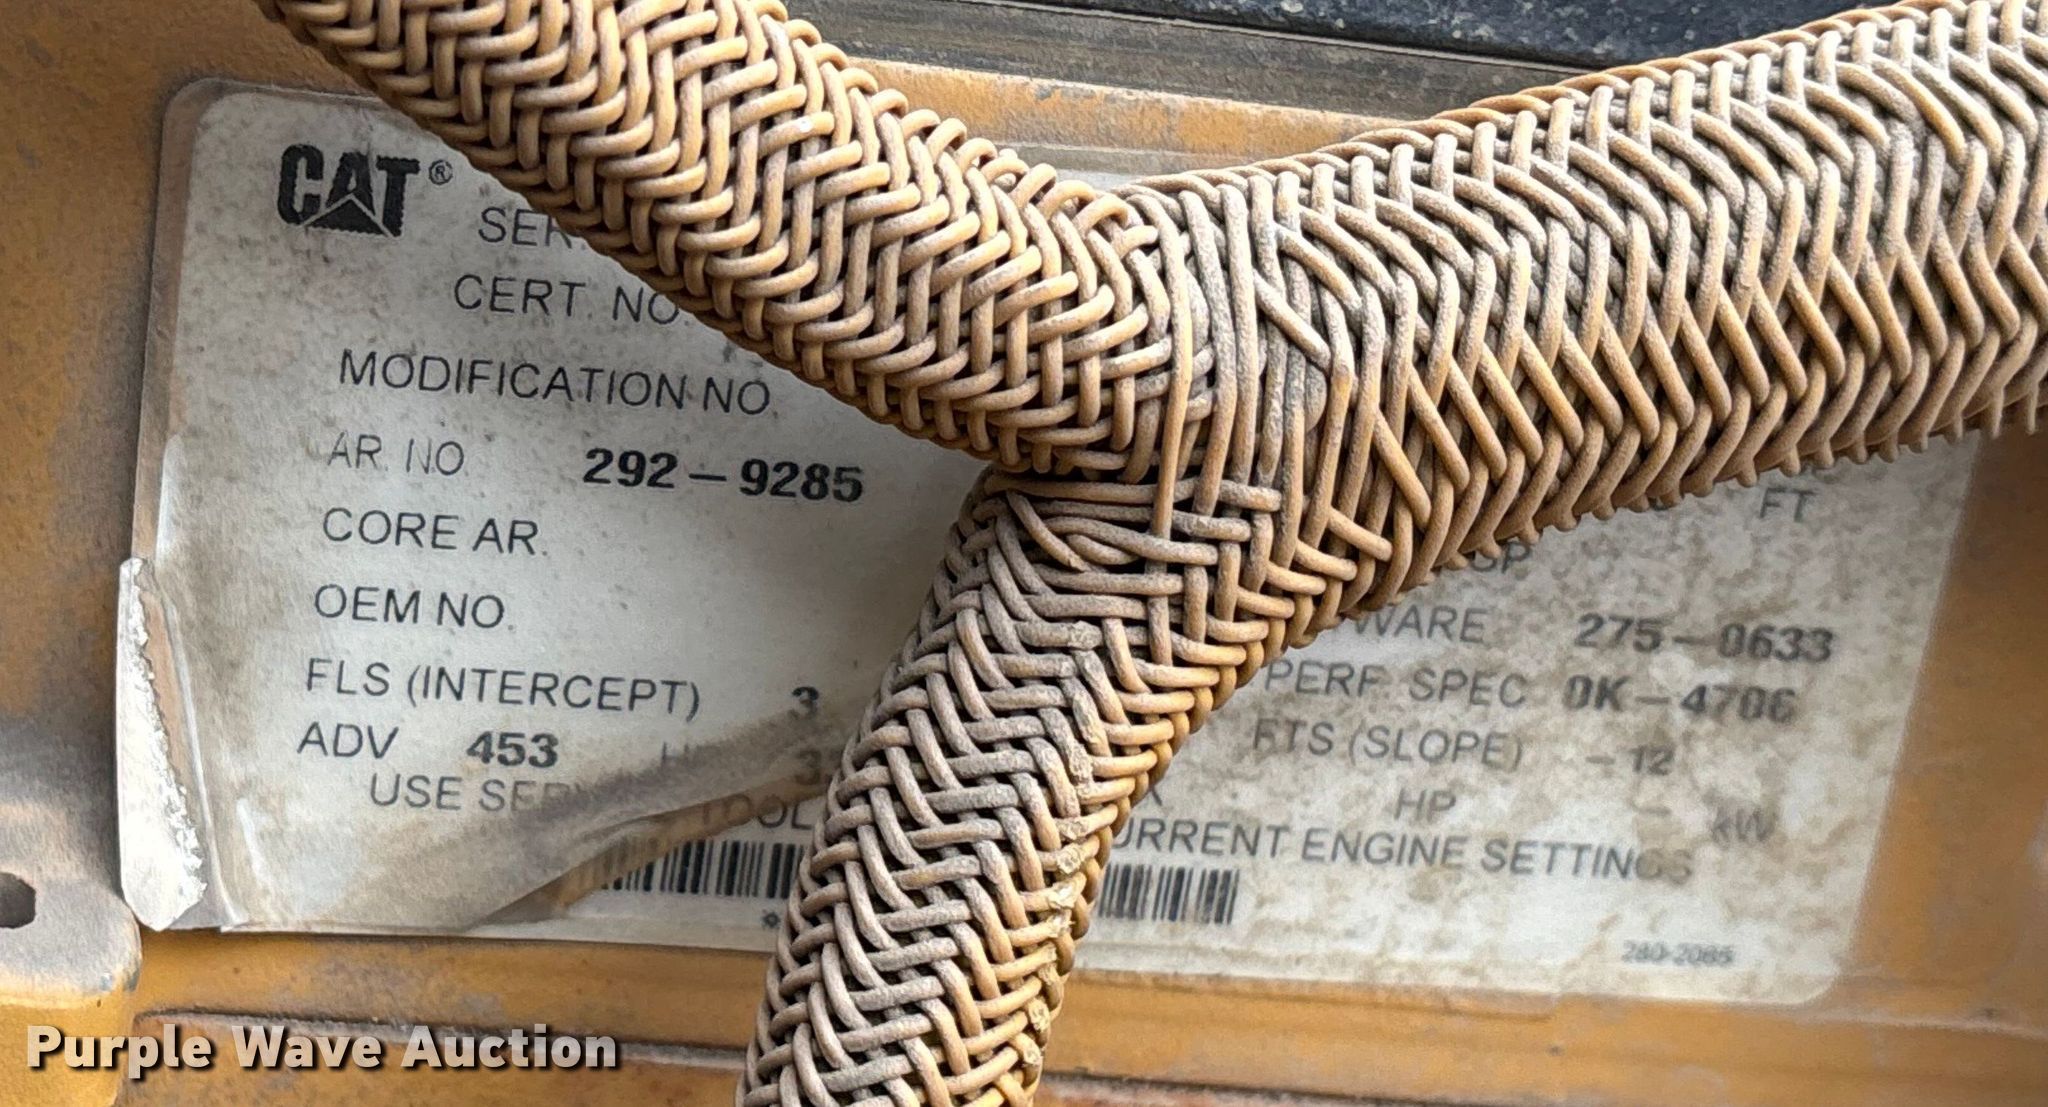 CAT®
CERT. NO.
MODIFICATION NO
AR. NO. 292-9285
CORE AR.
OEM NO.
FT
275-0633
FLS (INTERCEPT) 3
PERF. SPEC 0K-4706
ADV 453
FTS (SLOPE) -12
USE
HP - kW
TOOL
CURRENT ENGINE SETTINGS
280-2085
Purple Wave Auction